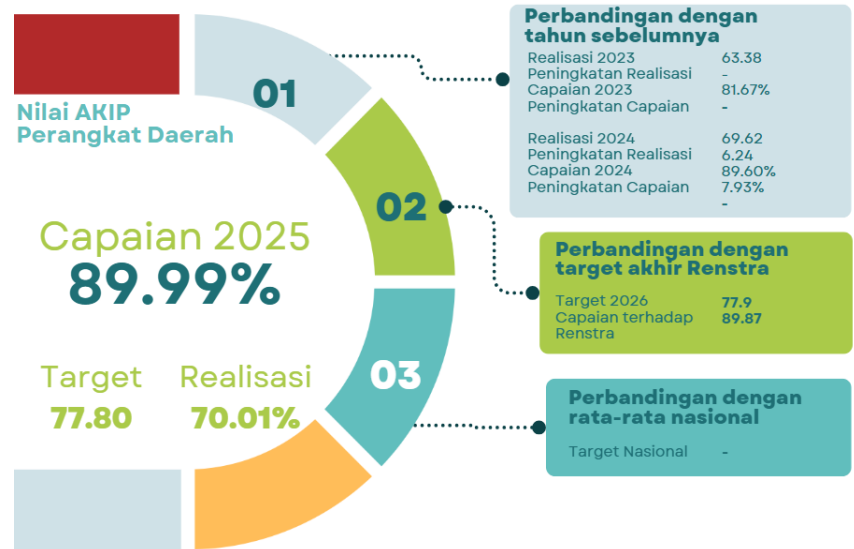 Nilai AKIP
Perangkat Daerah
Capaian 2025
89.99%
Target Realisasi
77.80 70.01%
01
02
03
Perbandingan dengan
tahun sebelumnya
Realisasi 2023 63.38
Peningkatan Realisasi -
Capaian 2023 81.67%
Peningkatan Capaian -
Realisasi 2024 69.62
Peningkatan Realisasi 6.24
Capaian 2024 89.60%
Peningkatan Capaian 7.93%
-
Perbandingan dengan
target akhir Renstra
Target 2026 77.9
Capaian terhadap 89.87
Renstra
Perbandingan dengan
rata-rata nasional
Target Nasional -